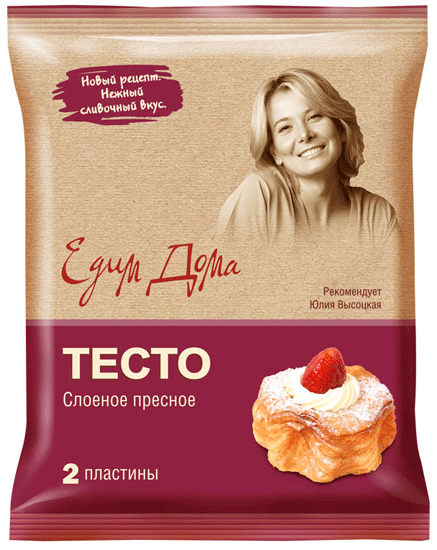 Новый рецепт.
Нежный
сливочный вкус.
Едим Дома
Рекомендует
Юлия Высоцкая
ТЕСТО
Слоеное пресное
2 пластины